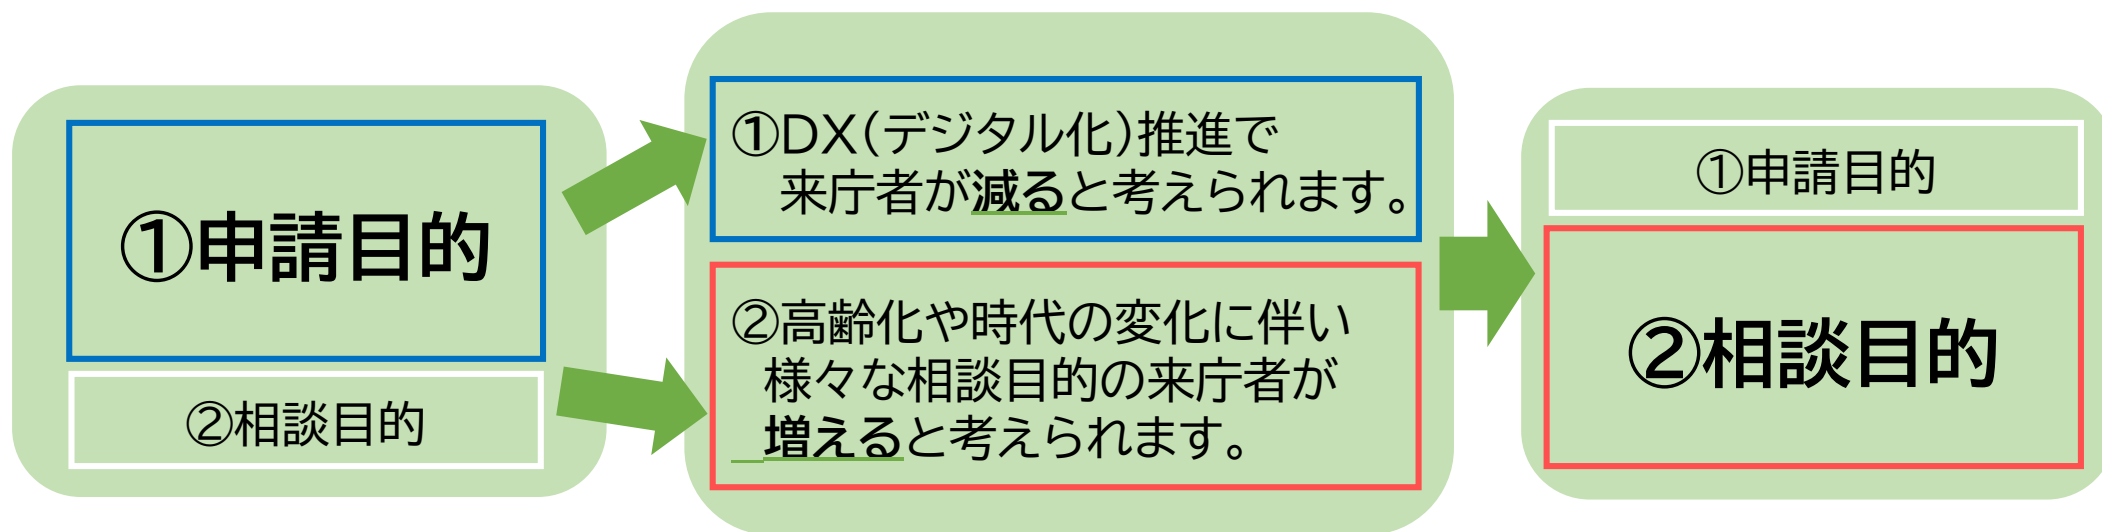 ①申請目的
②相談目的
①DX(デジタル化)推進で
来庁者が減ると考えられます。
②高齢化や時代の変化に伴い
様々な相談目的の来庁者が
増えると考えられます。
①申請目的
②相談目的